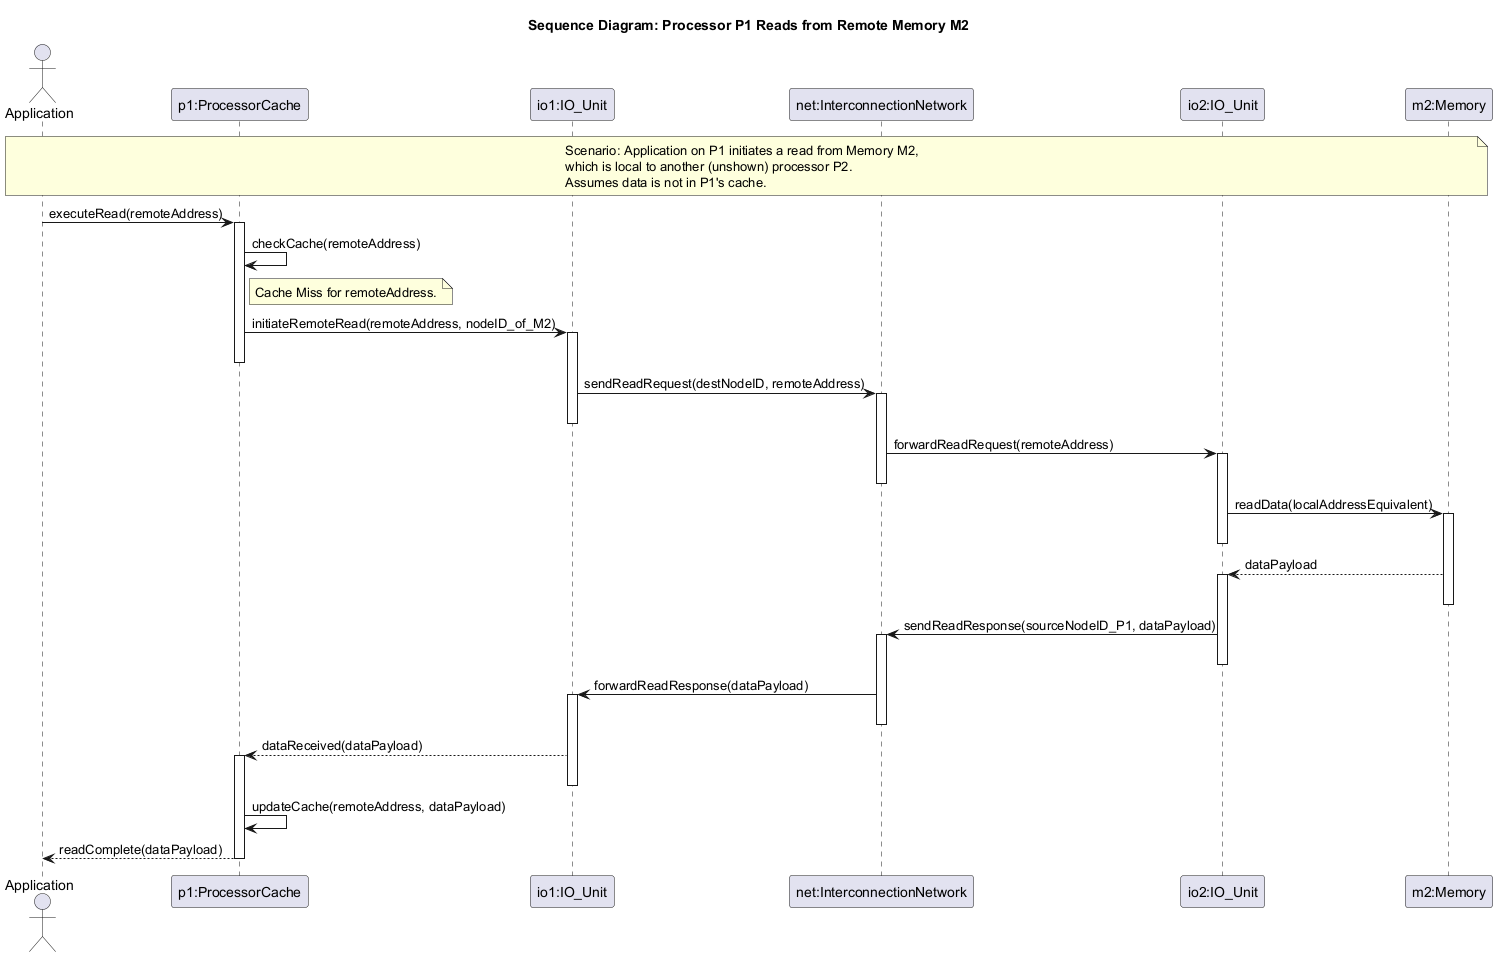 Sequence Diagram: Processor P1 Reads from Remote Memory M2
Application
p1:ProcessorCache
io1:IO_Unit
net:InterconnectionNetwork
io2:IO_Unit
m2:Memory
Scenario: Application on P1 initiates a read from Memory M2,
which is local to another (unshown) processor P2.
Assumes data is not in P1's cache.
executeRead(remoteAddress)
checkCache(remoteAddress)
Cache Miss for remoteAddress.
initiateRemoteRead(remoteAddress, nodeID_of_M2)
sendReadRequest(destNodeID, remoteAddress)
forwardReadRequest(remoteAddress)
readData(localAddressEquivalent)
dataPayload
sendReadResponse(sourceNodeID_P1, dataPayload)
forwardReadResponse(dataPayload)
dataReceived(dataPayload)
updateCache(remoteAddress, dataPayload)
readComplete(dataPayload)
Application
p1:ProcessorCache
io1:IO_Unit
net:InterconnectionNetwork
io2:IO_Unit
m2:Memory